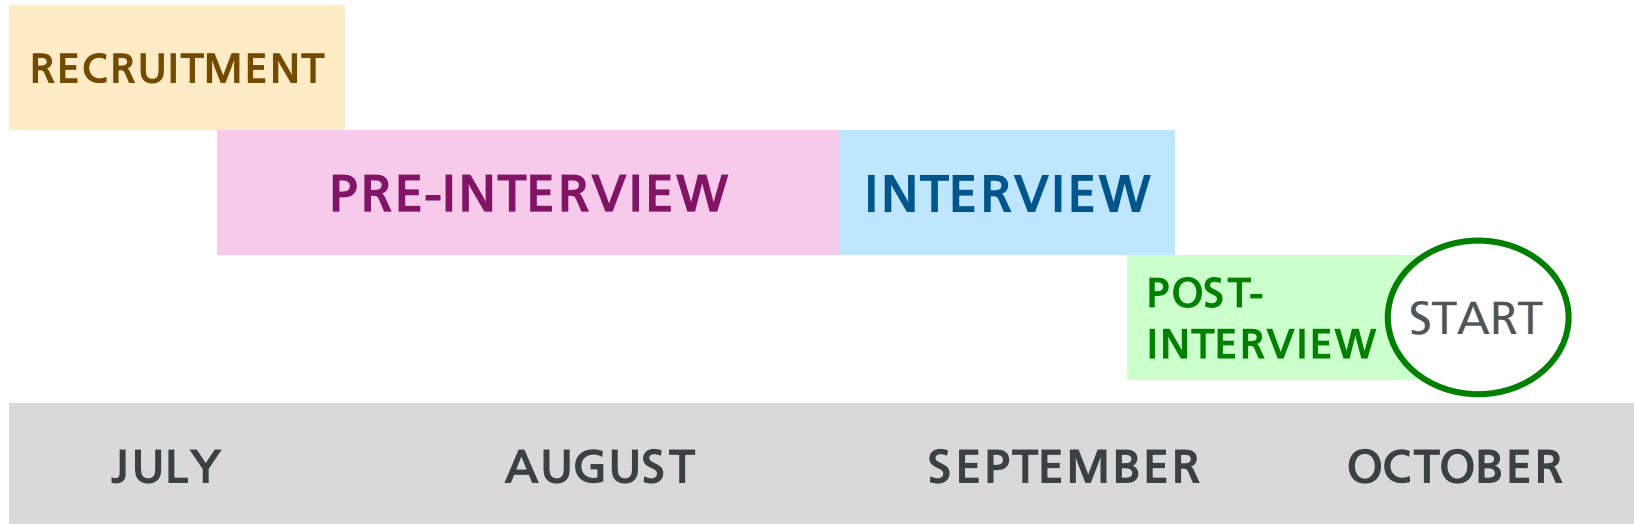 RECRUITMENT
PRE-INTERVIEW
INTERVIEW
POST-
INTERVIEW
START
JULY
AUGUST
SEPTEMBER
OCTOBER